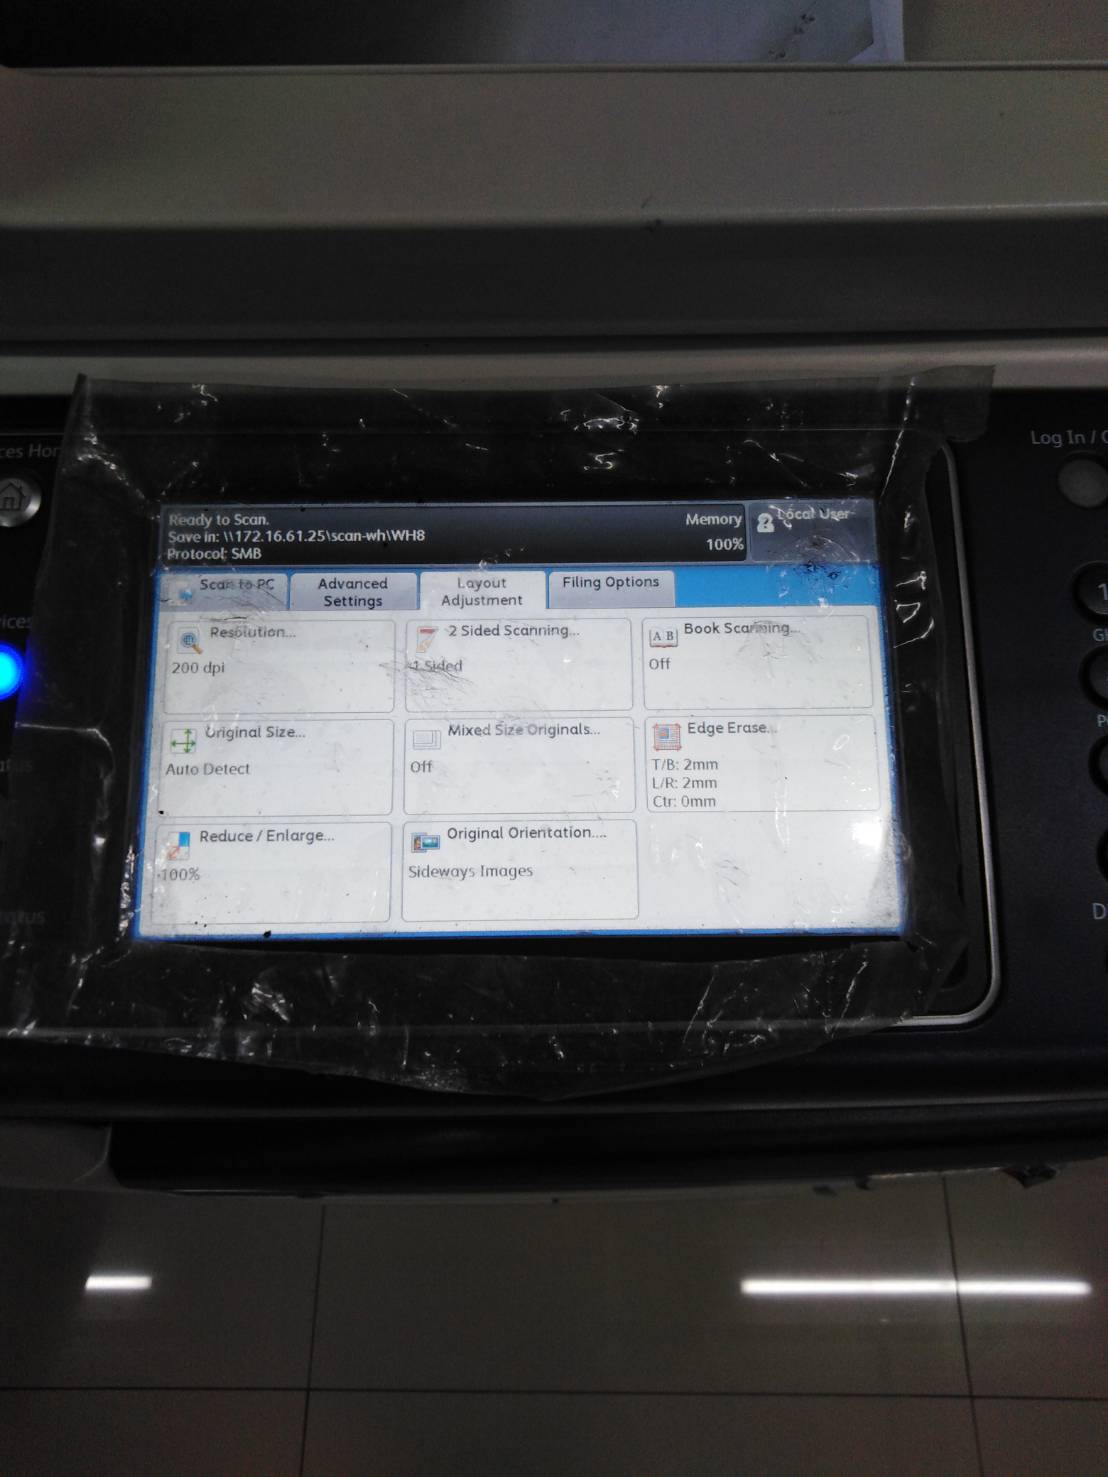 Log In /
Ready to Scan.
Save in: \\172.16.61.25\scan-wh\WH8
Protocol: SMB
Memory
100%
Local User
Scan to PC
Advanced
Settings
Layout
Adjustment
Filing Options
Resolution...
200 dpi
2 Sided Scanning...
1 Sided
A B
Book Scanning...
Off
Original Size...
Auto Detect
Mixed Size Originals...
Off
Edge Erase...
T/B: 2mm
L/R: 2mm
Ctr: 0mm
Reduce / Enlarge...
100%
Original Orientation....
Sideways Images